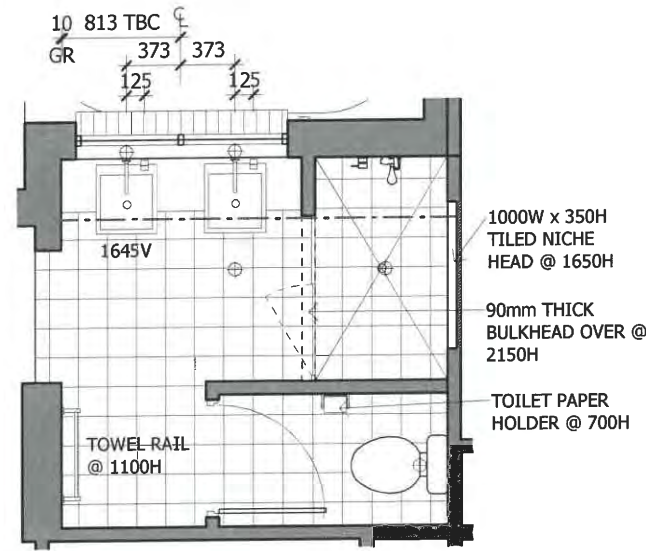 10 813 TBC ℄
GR
373 373
125 125
1645V
1000W x 350H
TILED NICHE
HEAD @ 1650H
90mm THICK
BULKHEAD OVER @
2150H
TOILET PAPER
HOLDER @ 700H
TOWEL RAIL
@ 1100H